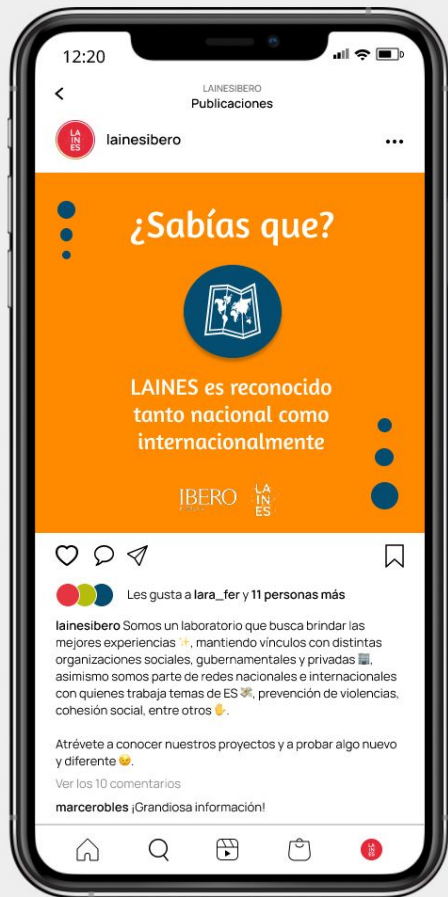 12:20
LAINESIBERO
Publicaciones
LA
IN
ES
lainesibero
¿Sabías que?
LAINES es reconocido
tanto nacional como
internacionalmente
IBERO
LA
IN
ES
Les gusta a lara_fer y 11 personas más
lainesibero Somos un laboratorio que busca brindar las
mejores experiencias ✨, manteniendo vínculos con distintas
organizaciones sociales, gubernamentales y privadas 🏢,
asimismo somos parte de redes nacionales e internacionales
con quienes trabaja temas de ES 💸, prevención de violencias,
cohesión social, entre otros ✋.
Atrévete a conocer nuestros proyectos y a probar algo nuevo
y diferente 😉.
Ver los 10 comentarios
marcerobles ¡Grandiosa información!
LA
IN
ES